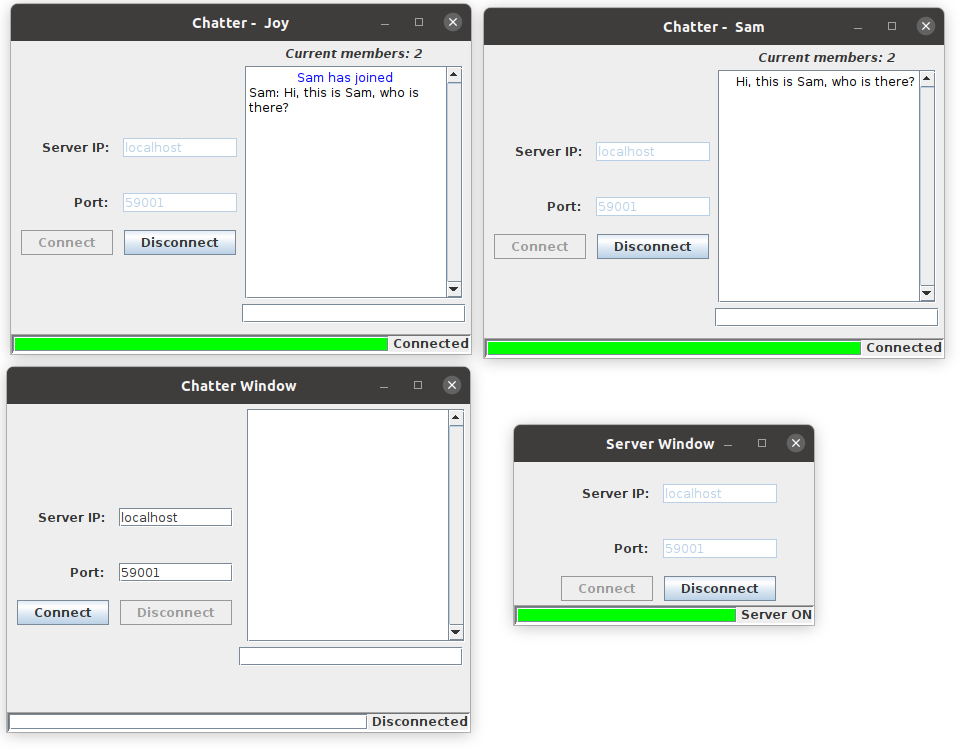 Chatter - Joy
Current members: 2
Sam has joined
Sam: Hi, this is Sam, who is
there?
Server IP: localhost
Port: 59001
Connect Disconnect
Connected
Chatter - Sam
Current members: 2
Hi, this is Sam, who is there?
Server IP: localhost
Port: 59001
Connect Disconnect
Connected
Chatter Window
Server IP: localhost
Port: 59001
Connect Disconnect
Disconnected
Server Window
Server IP: localhost
Port: 59001
Connect Disconnect
Server ON